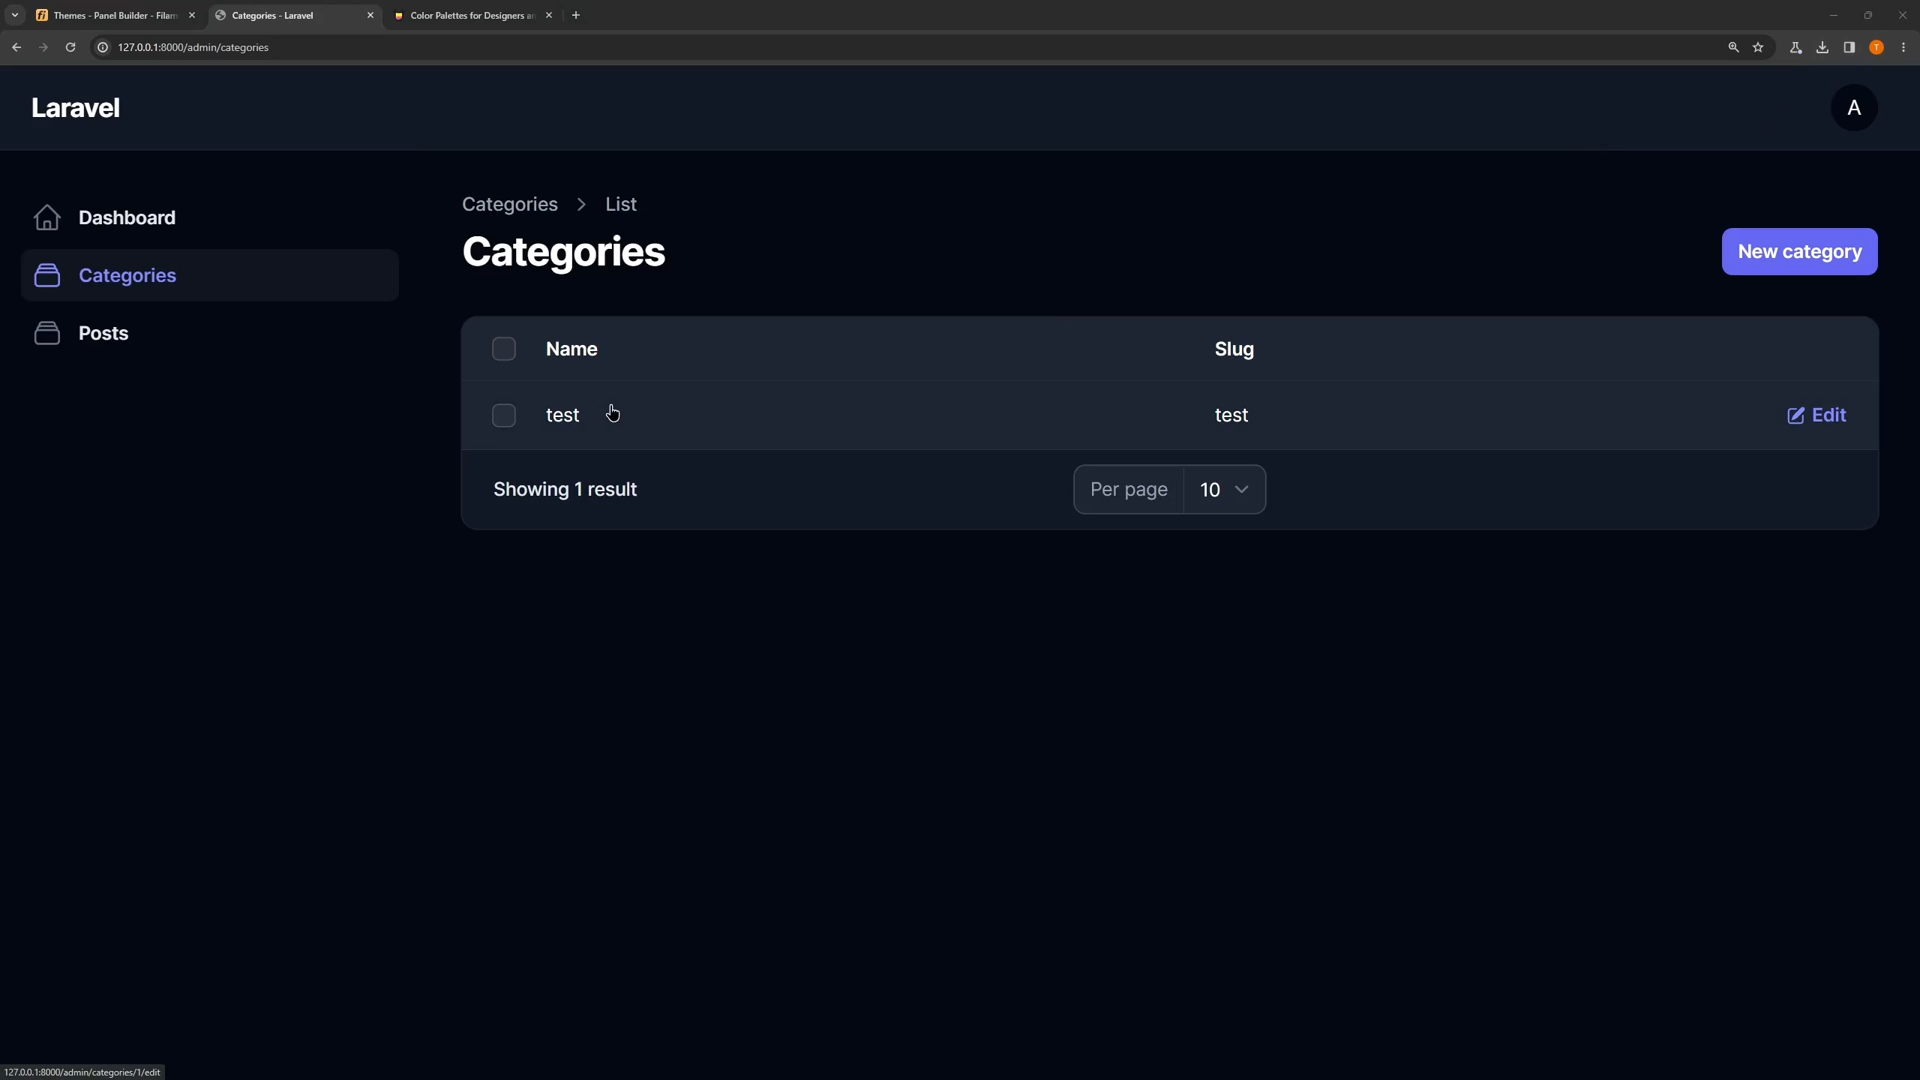 Themes - Panel Builder - Filam
Categories - Laravel
Color Palettes for Designers an
127.0.0.1:8000/admin/categories
T
Laravel
A
Dashboard
Categories
Posts
Categories > List
Categories
New category
Name Slug
test test Edit
Showing 1 result Per page 10
127.0.0.1:8000/admin/categories/1/edit